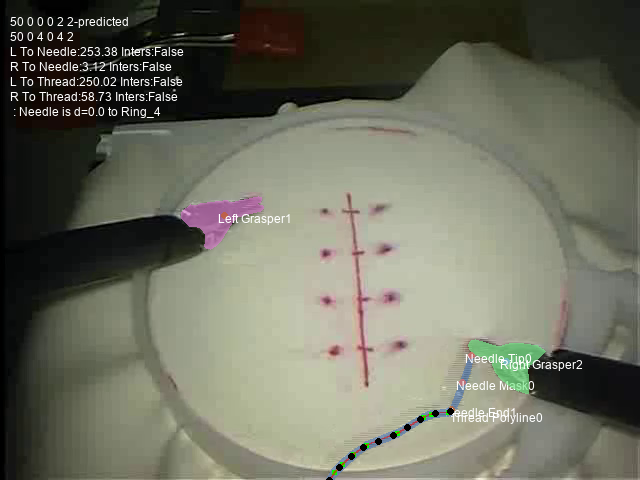 50 0 0 0 2 2-predicted
50 0 4 0 4 2
L To Needle:253.38 Inters:False
R To Needle:3.12 Inters:False
L To Thread:250.02 Inters:False
R To Thread:58.73 Inters:False
: Needle is d=0.0 to Ring_4
Left Grasper1
Needle Tip0
Right Grasper2
Needle Mask0
eedle End1
Thread Polyline0